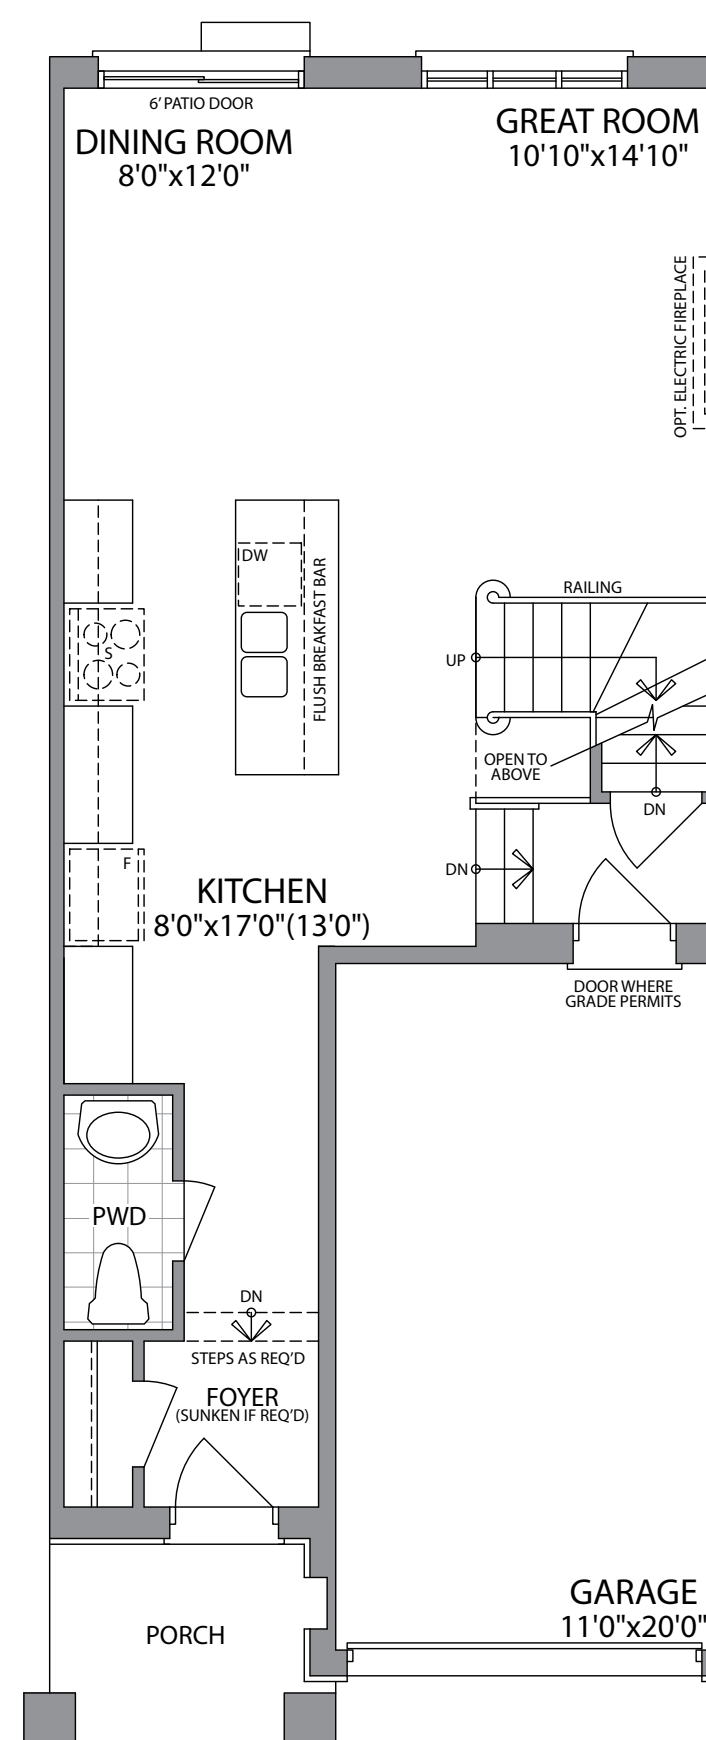 6' PATIO DOOR
DINING ROOM
8'0"x12'0"
GREAT ROOM
10'10"x14'10"
OPT. ELECTRIC FIREPLACE
DW
FLUSH BREAKFAST BAR
S
RAILING
UP
OPEN TO
ABOVE
DN
F
DN
KITCHEN
8'0"x17'0"(13'0")
DOOR WHERE
GRADE PERMITS
PWD
DN
STEPS AS REQ'D
FOYER
(SUNKEN IF REQ'D)
GARAGE
11'0"x20'0"
PORCH